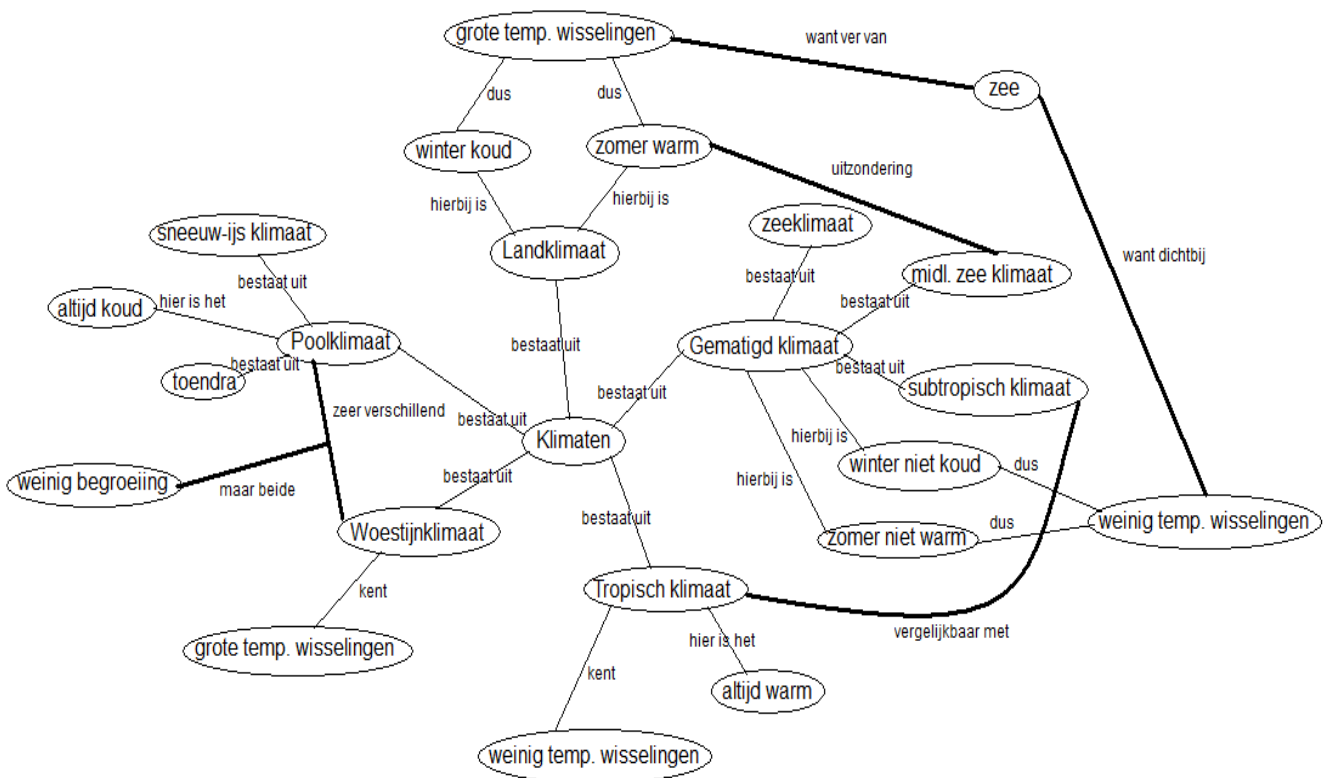 grote temp. wisselingen
want ver van
zee
dus
dus
winter koud
zomer warm
uitzondering
hierbij is
hierbij is
zeeklimaat
sneeuw-ijs klimaat
Landklimaat
want dichtbij
bestaat uit
midl. zee klimaat
bestaat uit
altijd koud
hier is het
bestaat uit
Poolklimaat
bestaat uit
Gematigd klimaat
bestaat uit
bestaat uit
toendra
subtropisch klimaat
bestaat uit
zeer verschillend
bestaat uit
Klimaten
hierbij is
winter niet koud
dus
bestaat uit
hierbij is
weinig begroeiing
maar beide
bestaat uit
dus
weinig temp. wisselingen
Woestijnklimaat
zomer niet warm
kent
Tropisch klimaat
vergelijkbaar met
hier is het
grote temp. wisselingen
kent
altijd warm
weinig temp. wisselingen